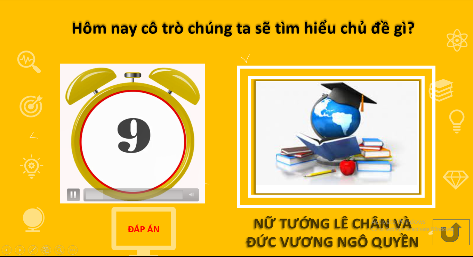 Hôm nay cô trò chúng ta sẽ tìm hiểu chủ đề gì?
9
ĐÁP ÁN
NỮ TƯỚNG LÊ CHÂN VÀ
ĐỨC VƯƠNG NGÔ QUYỀN